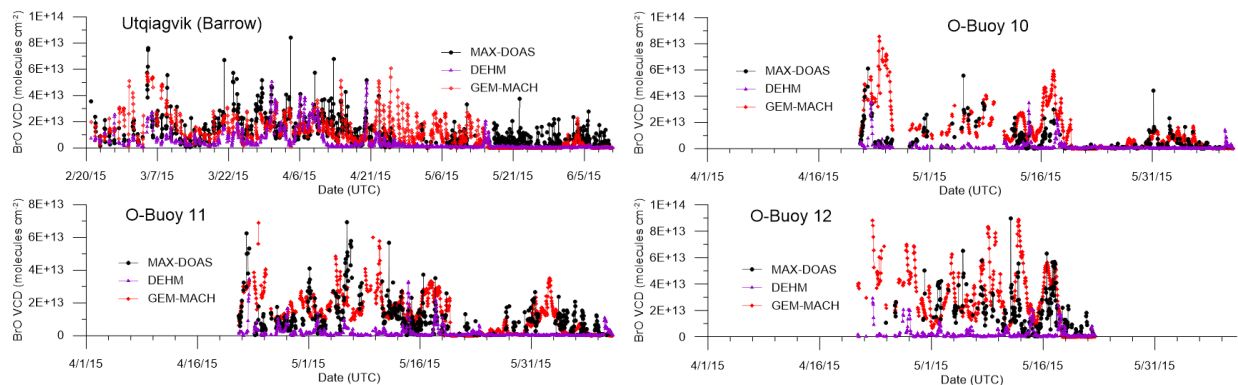 Utqiagvik (Barrow)
BrO VCD (molecules cm-2)
1E+14
8E+13
6E+13
4E+13
2E+13
0
MAX-DOAS
DEHM
GEM-MACH
2/20/15 3/7/15 3/22/15 4/6/15 4/21/15 5/6/15 5/21/15 6/5/15
Date (UTC)
O-Buoy 10
BrO VCD (molecules cm-2)
1E+14
8E+13
6E+13
4E+13
2E+13
0
MAX-DOAS
DEHM
GEM-MACH
4/1/15 4/16/15 5/1/15 5/16/15 5/31/15
Date (UTC)
O-Buoy 11
BrO VCD (molecules cm-2)
8E+13
6E+13
4E+13
2E+13
0
MAX-DOAS
DEHM
GEM-MACH
4/1/15 4/16/15 5/1/15 5/16/15 5/31/15
Date (UTC)
O-Buoy 12
BrO VCD (molecules cm-2)
1E+14
8E+13
6E+13
4E+13
2E+13
0
MAX-DOAS
DEHM
GEM-MACH
4/1/15 4/16/15 5/1/15 5/16/15 5/31/15
Date (UTC)